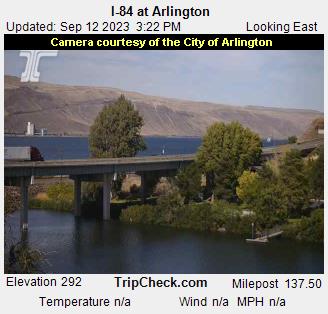 I-84 at Arlington
Updated: Sep 12 2023 3:22 PM Looking East
Camera courtesy of the City of Arlington
Elevation 292 TripCheck.com Milepost 137.50
Temperature n/a Wind n/a MPH n/a